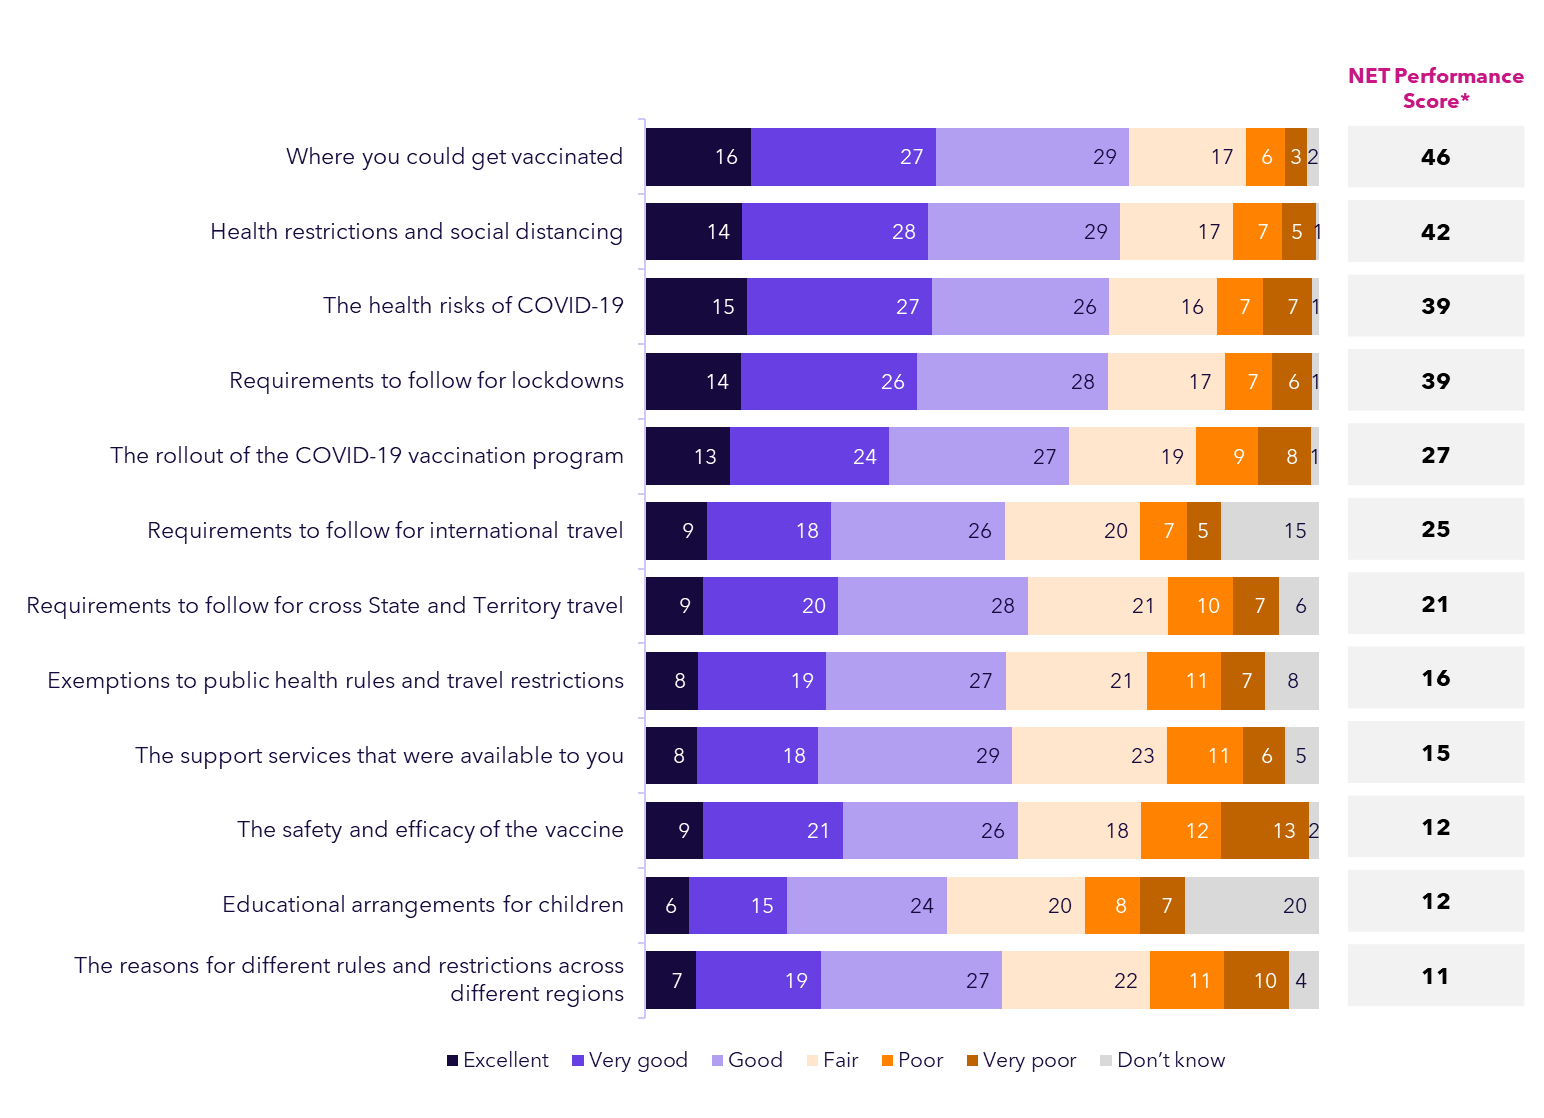 NET Performance
Score*
Where you could get vaccinated 16 27 29 17 6 3 2 46
Health restrictions and social distancing 14 28 29 17 7 5 1 42
The health risks of COVID-19 15 27 26 16 7 7 1 39
Requirements to follow for lockdowns 14 26 28 17 7 6 1 39
The rollout of the COVID-19 vaccination program 13 24 27 19 9 8 1 27
Requirements to follow for international travel 9 18 26 20 7 5 15 25
Requirements to follow for cross State and Territory travel 9 20 28 21 10 7 6 21
Exemptions to public health rules and travel restrictions 8 19 27 21 11 7 8 16
The support services that were available to you 8 18 29 23 11 6 5 15
The safety and efficacy of the vaccine 9 21 26 18 12 13 2 12
Educational arrangements for children 6 15 24 20 8 7 20 12
The reasons for different rules and restrictions across
different regions 7 19 27 22 11 10 4 11
Excellent Very good Good Fair Poor Very poor Don't know